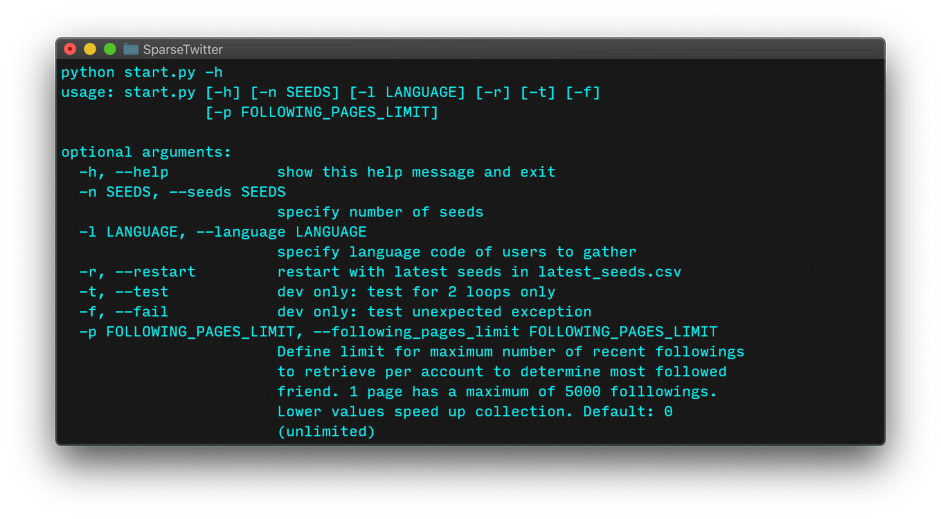 SparseTwitter
python start.py -h
usage: start.py [-h] [-n SEEDS] [-l LANGUAGE] [-r] [-t] [-f]
[-p FOLLOWING_PAGES_LIMIT]
optional arguments:
-h, --help show this help message and exit
-n SEEDS, --seeds SEEDS
specify number of seeds
-l LANGUAGE, --language LANGUAGE
specify language code of users to gather
-r, --restart restart with latest seeds in latest_seeds.csv
-t, --test dev only: test for 2 loops only
-f, --fail dev only: test unexpected exception
-p FOLLOWING_PAGES_LIMIT, --following_pages_limit FOLLOWING_PAGES_LIMIT
Define limit for maximum number of recent followings
to retrieve per account to determine most followed
friend. 1 page has a maximum of 5000 folllowings.
Lower values speed up collection. Default: 0
(unlimited)